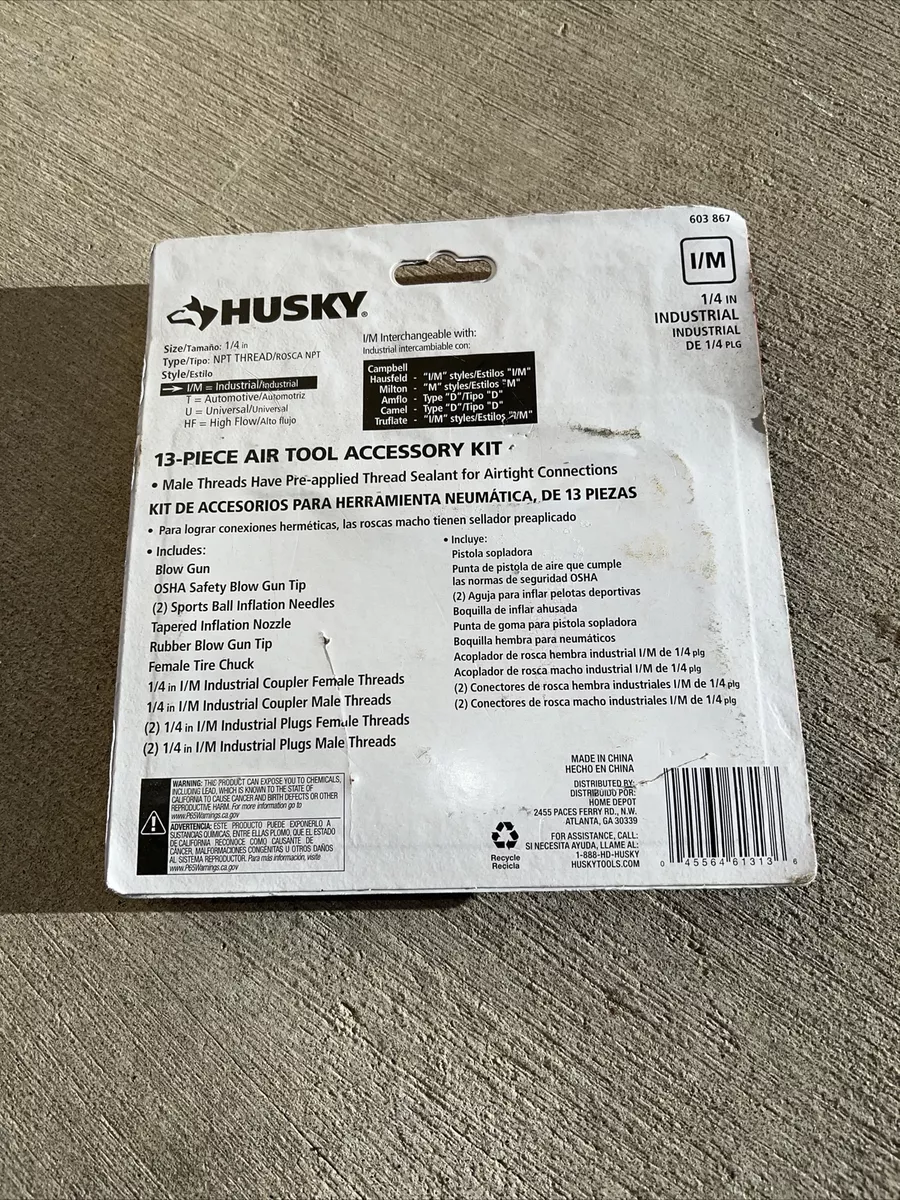 603 867
I/M
1/4 IN
INDUSTRIAL
INDUSTRIAL
DE 1/4 PLG
HUSKY®
Size/Tamaño: 1/4 in
Type/Tipo: NPT THREAD/ROSCA NPT
Style/Estilo
I/M = Industrial/Industrial
T = Automotive/Automotriz
U = Universal/Universal
HF = High Flow/Alto flujo
I/M Interchangeable with:
Industrial intercambiable con:
Campbell
Hausfeld - "I/M" styles/Estilos "I/M"
Milton - "M" styles/Estilos "M"
Amflo - Type "D"/Tipo "D"
Camel - Type "D"/Tipo "D"
Truflate - "I/M" styles/Estilos "I/M"
13-PIECE AIR TOOL ACCESSORY KIT
• Male Threads Have Pre-applied Thread Sealant for Airtight Connections
KIT DE ACCESORIOS PARA HERRAMIENTA NEUMÁTICA, DE 13 PIEZAS
• Para lograr conexiones herméticas, las roscas macho tienen sellador preaplicado
• Includes:
Blow Gun
OSHA Safety Blow Gun Tip
(2) Sports Ball Inflation Needles
Tapered Inflation Nozzle
Rubber Blow Gun Tip
Female Tire Chuck
1/4 in I/M Industrial Coupler Female Threads
1/4 in I/M Industrial Coupler Male Threads
(2) 1/4 in I/M Industrial Plugs Female Threads
(2) 1/4 in I/M Industrial Plugs Male Threads
• Incluye:
Pistola sopladora
Punta de pistola de aire que cumple
las normas de seguridad OSHA
(2) Aguja para inflar pelotas deportivas
Boquilla de inflar ahusada
Punta de goma para pistola sopladora
Boquilla hembra para neumáticos
Acoplador de rosca hembra industrial I/M de 1/4 plg
Acoplador de rosca macho industrial I/M de 1/4 plg
(2) Conectores de rosca hembra industriales I/M de 1/4 plg
(2) Conectores de rosca macho industriales I/M de 1/4 plg
WARNING: THIS PRODUCT CAN EXPOSE YOU TO CHEMICALS,
INCLUDING LEAD, WHICH IS KNOWN TO THE STATE OF
CALIFORNIA TO CAUSE CANCER AND BIRTH DEFECTS OR OTHER
REPRODUCTIVE HARM. For more information go to
www.P65Warnings.ca.gov
ADVERTENCIA: ESTE PRODUCTO PUEDE EXPONERLO A
SUSTANCIAS QUÍMICAS, ENTRE ELLAS PLOMO, QUE EL ESTADO
DE CALIFORNIA RECONOCE COMO CAUSANTE DE
CÁNCER, MALFORMACIONES CONGÉNITAS U OTROS DAÑOS
AL SISTEMA REPRODUCTOR. Para más información, visite
www.P65Warnings.ca.gov
Recycle
Recicla
MADE IN CHINA
HECHO EN CHINA
DISTRIBUTED BY:
DISTRIBUIDO POR:
HOME DEPOT
2455 PACES FERRY RD., N.W.
ATLANTA, GA 30339
FOR ASSISTANCE, CALL:
SI NECESITA AYUDA, LLAME AL:
1-888-HD-HUSKY
HUSKYTOOLS.COM
0 45564 61313 6